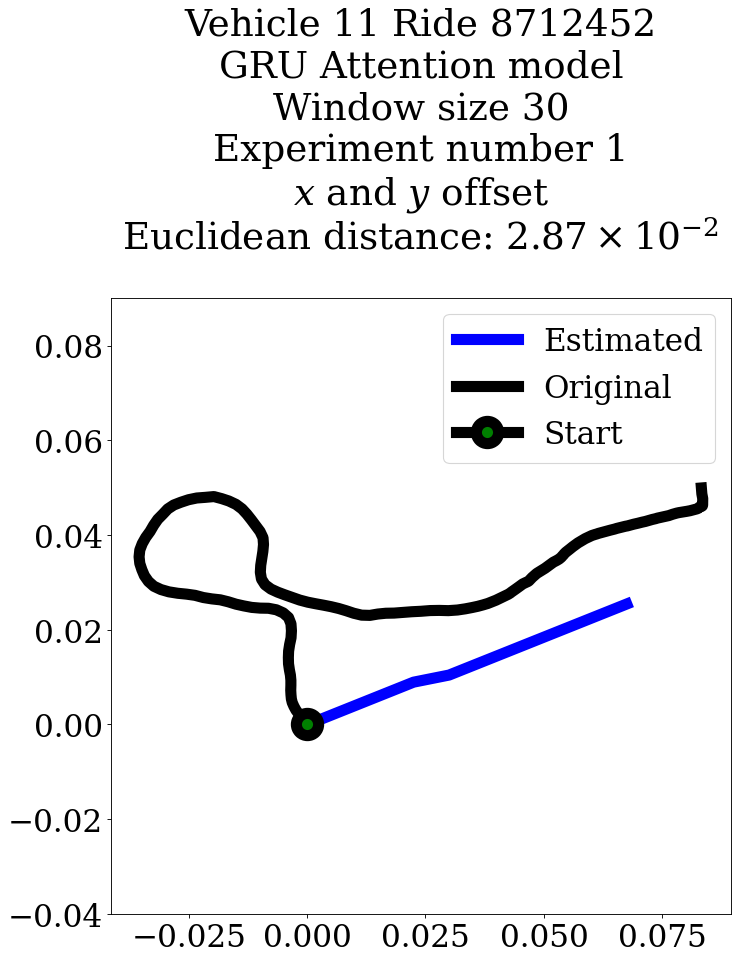 Vehicle 11 Ride 8712452
GRU Attention model
Window size 30
Experiment number 1
x and y offset
Euclidean distance: 2.87 × 10⁻²
Estimated
Original
Start
0.08
0.06
0.04
0.02
0.00
−0.02
−0.04
−0.025 0.000 0.025 0.050 0.075